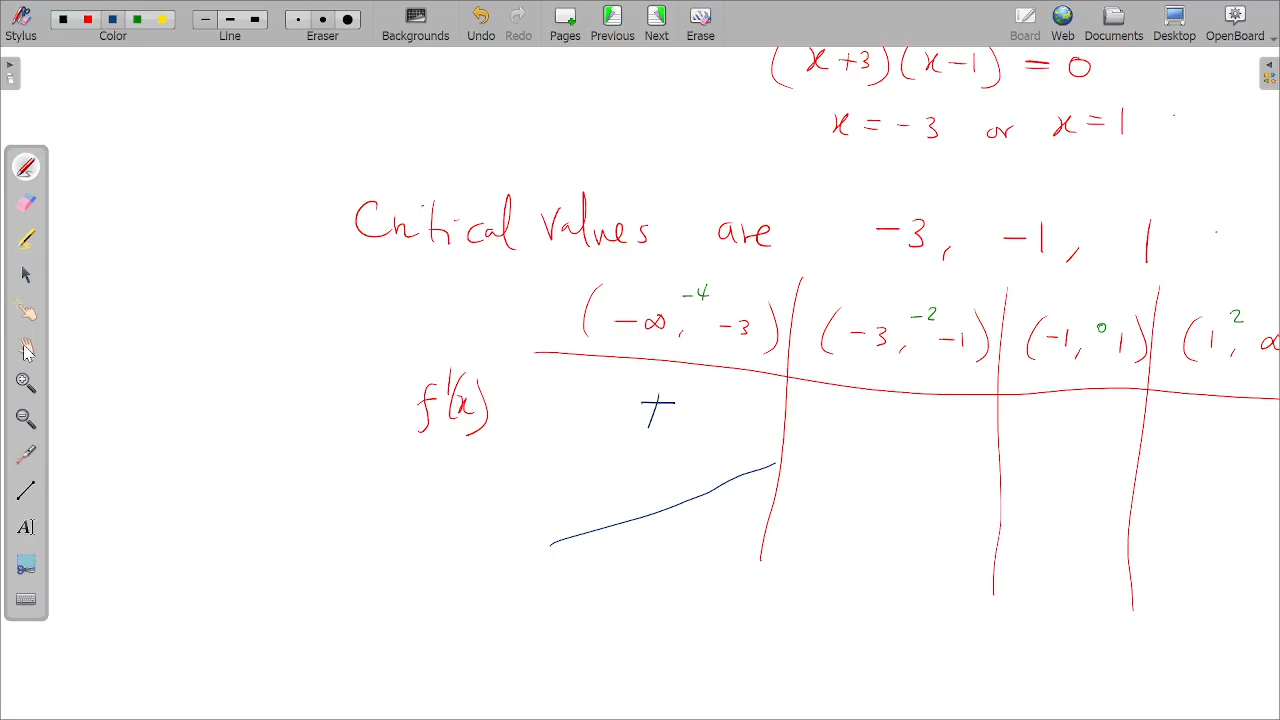 Stylus Color Line Eraser Backgrounds Undo Redo Pages Previous Next Erase Board Web Documents Desktop OpenBoard
(x+3)(x−1) = 0
x = −3 or x = 1
Critical values are −3, −1, 1
−4 −2 0 2
(−∞, −3) (−3, −1) (−1, 1) (1, ∞
f'(x) +